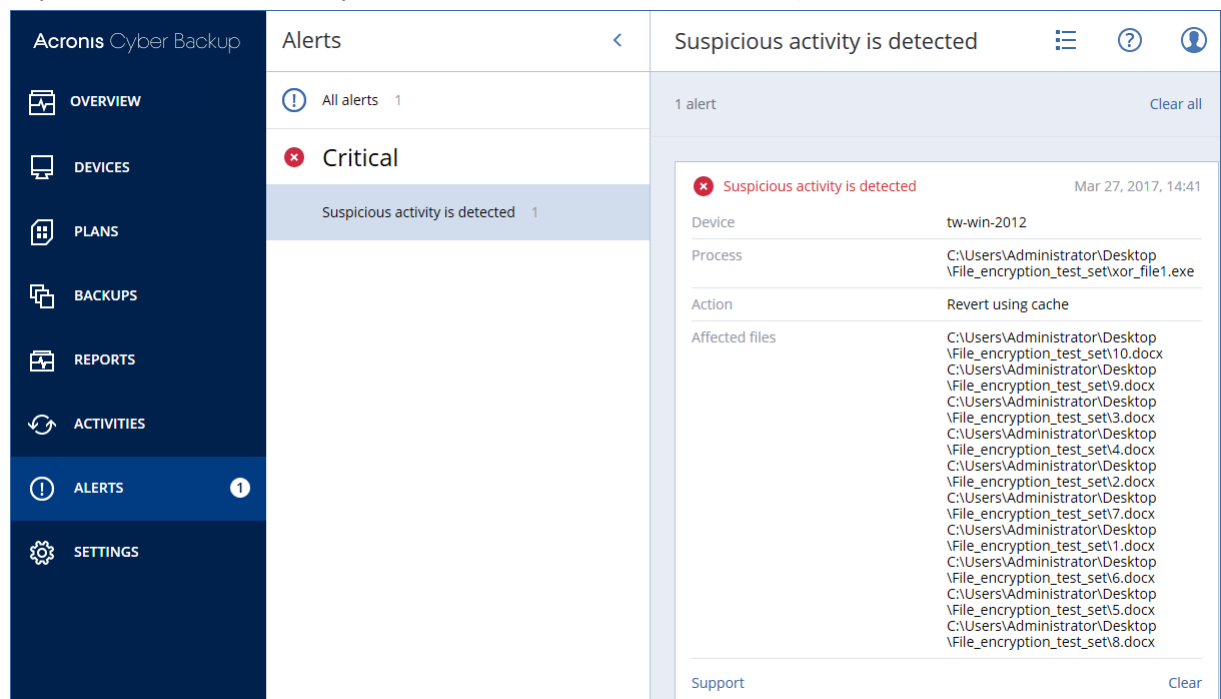 Acronis Cyber Backup
OVERVIEW
DEVICES
PLANS
BACKUPS
REPORTS
ACTIVITIES
ALERTS 1
SETTINGS
Alerts
All alerts 1
Critical
Suspicious activity is detected 1
Suspicious activity is detected
1 alert Clear all
Suspicious activity is detected Mar 27, 2017, 14:41
Device tw-win-2012
Process C:\Users\Administrator\Desktop
\File_encryption_test_set\xor_file1.exe
Action Revert using cache
Affected files C:\Users\Administrator\Desktop
\File_encryption_test_set\10.docx
C:\Users\Administrator\Desktop
\File_encryption_test_set\9.docx
C:\Users\Administrator\Desktop
\File_encryption_test_set\3.docx
C:\Users\Administrator\Desktop
\File_encryption_test_set\4.docx
C:\Users\Administrator\Desktop
\File_encryption_test_set\2.docx
C:\Users\Administrator\Desktop
\File_encryption_test_set\7.docx
C:\Users\Administrator\Desktop
\File_encryption_test_set\1.docx
C:\Users\Administrator\Desktop
\File_encryption_test_set\6.docx
C:\Users\Administrator\Desktop
\File_encryption_test_set\5.docx
C:\Users\Administrator\Desktop
\File_encryption_test_set\8.docx
Support Clear